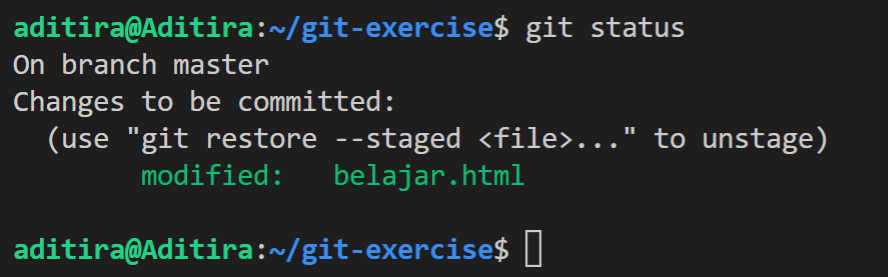 aditira@Aditira:~/git-exercise$ git status
On branch master
Changes to be committed:
  (use "git restore --staged <file>..." to unstage)
        modified:   belajar.html

aditira@Aditira:~/git-exercise$